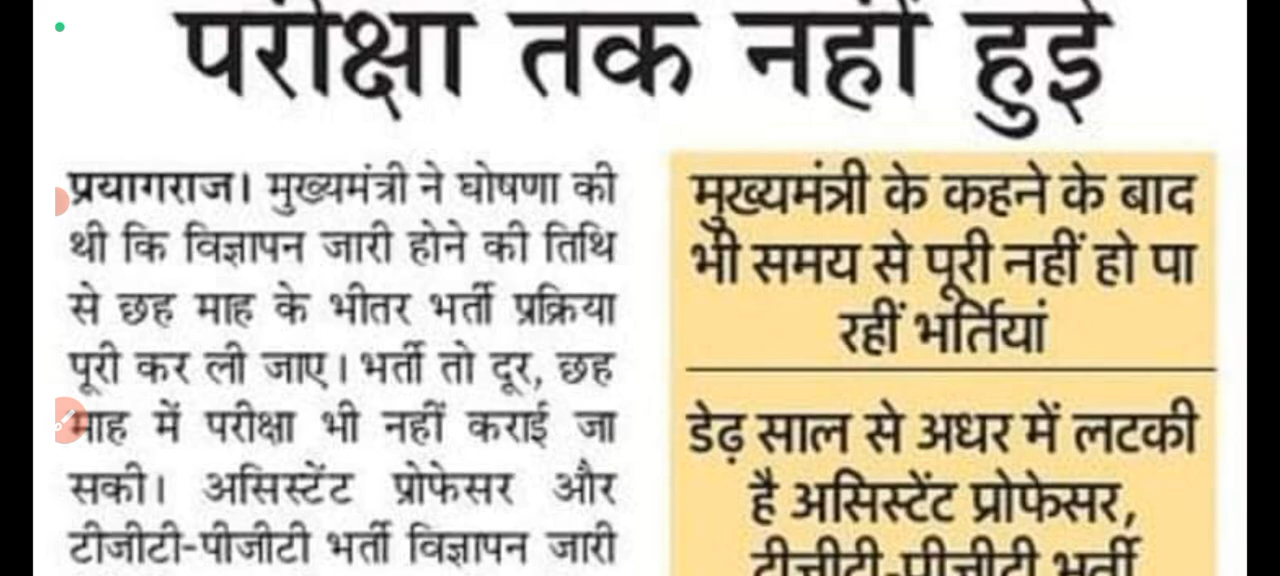 परीक्षा तक नहीं हुई
प्रयागराज। मुख्यमंत्री ने घोषणा की
थी कि विज्ञापन जारी होने की तिथि
से छह माह के भीतर भर्ती प्रक्रिया
पूरी कर ली जाए। भर्ती तो दूर, छह
माह में परीक्षा भी नहीं कराई जा
सकी। असिस्टेंट प्रोफेसर और
टीजीटी-पीजीटी भर्ती विज्ञापन जारी
मुख्यमंत्री के कहने के बाद
भी समय से पूरी नहीं हो पा
रहीं भर्तियां
डेढ़ साल से अधर में लटकी
है असिस्टेंट प्रोफेसर,
टीजीटी-पीजीटी भर्ती